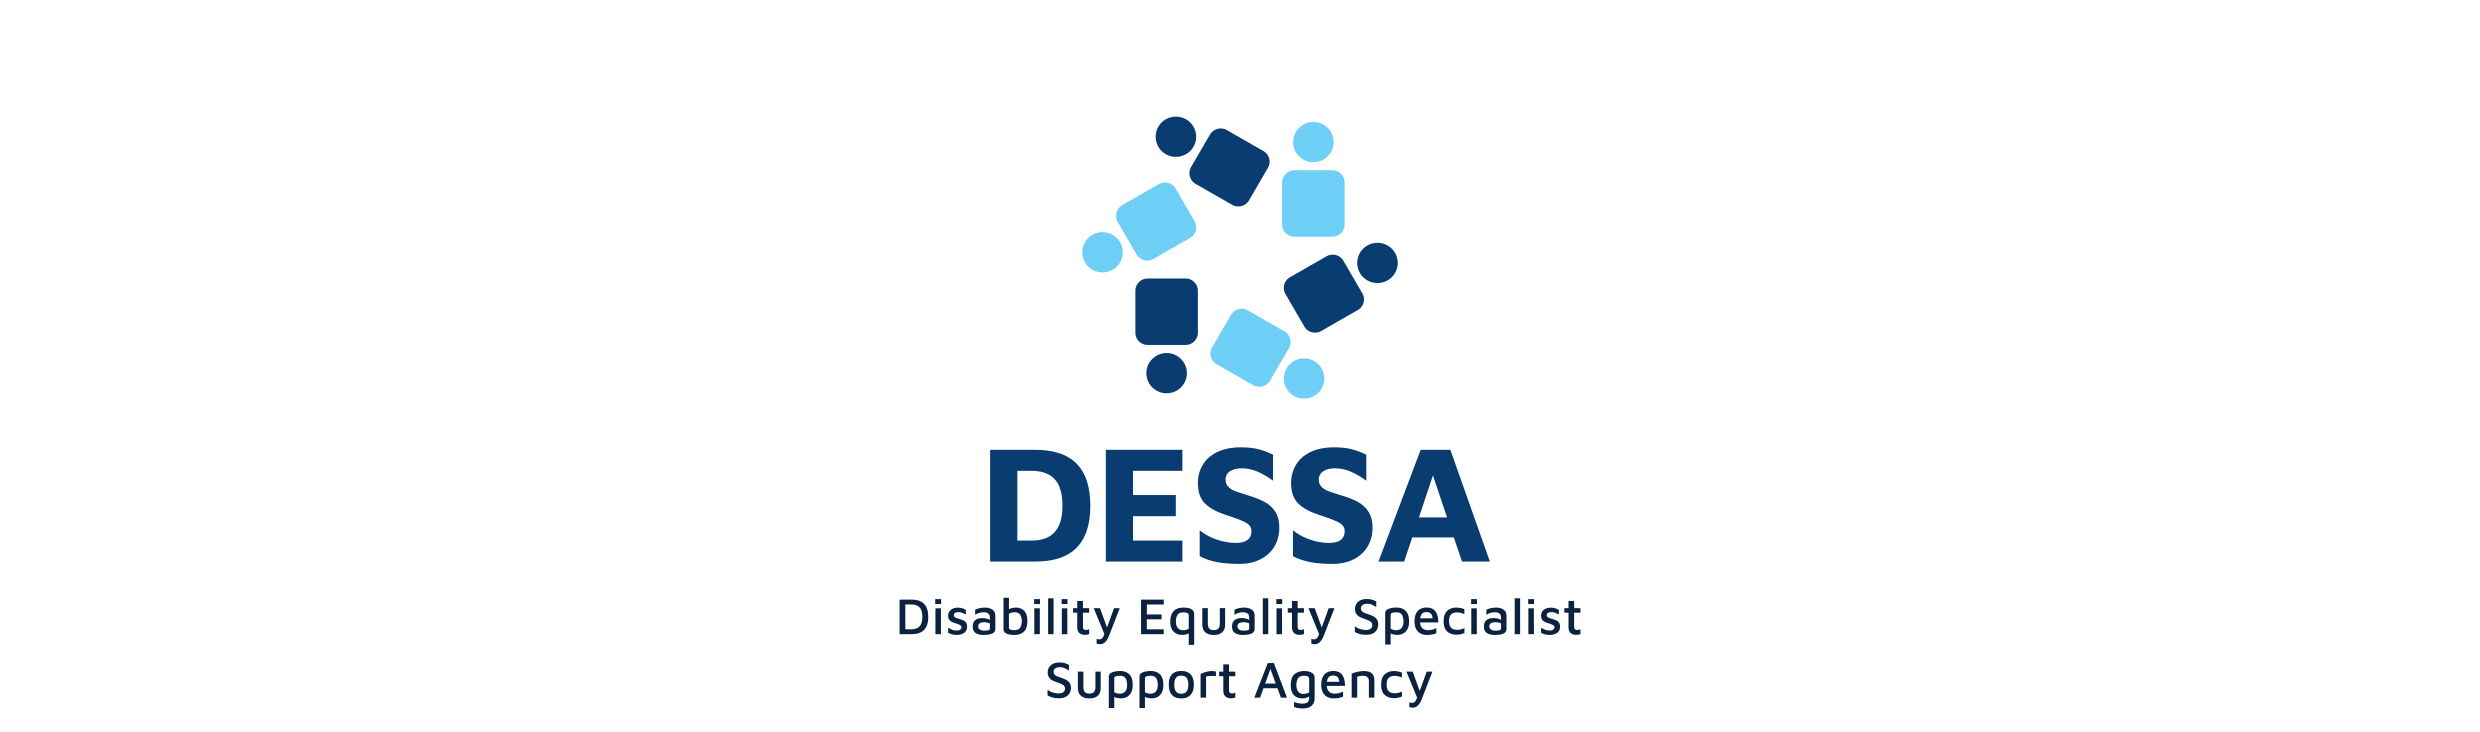 DESSA
Disability Equality Specialist
Support Agency